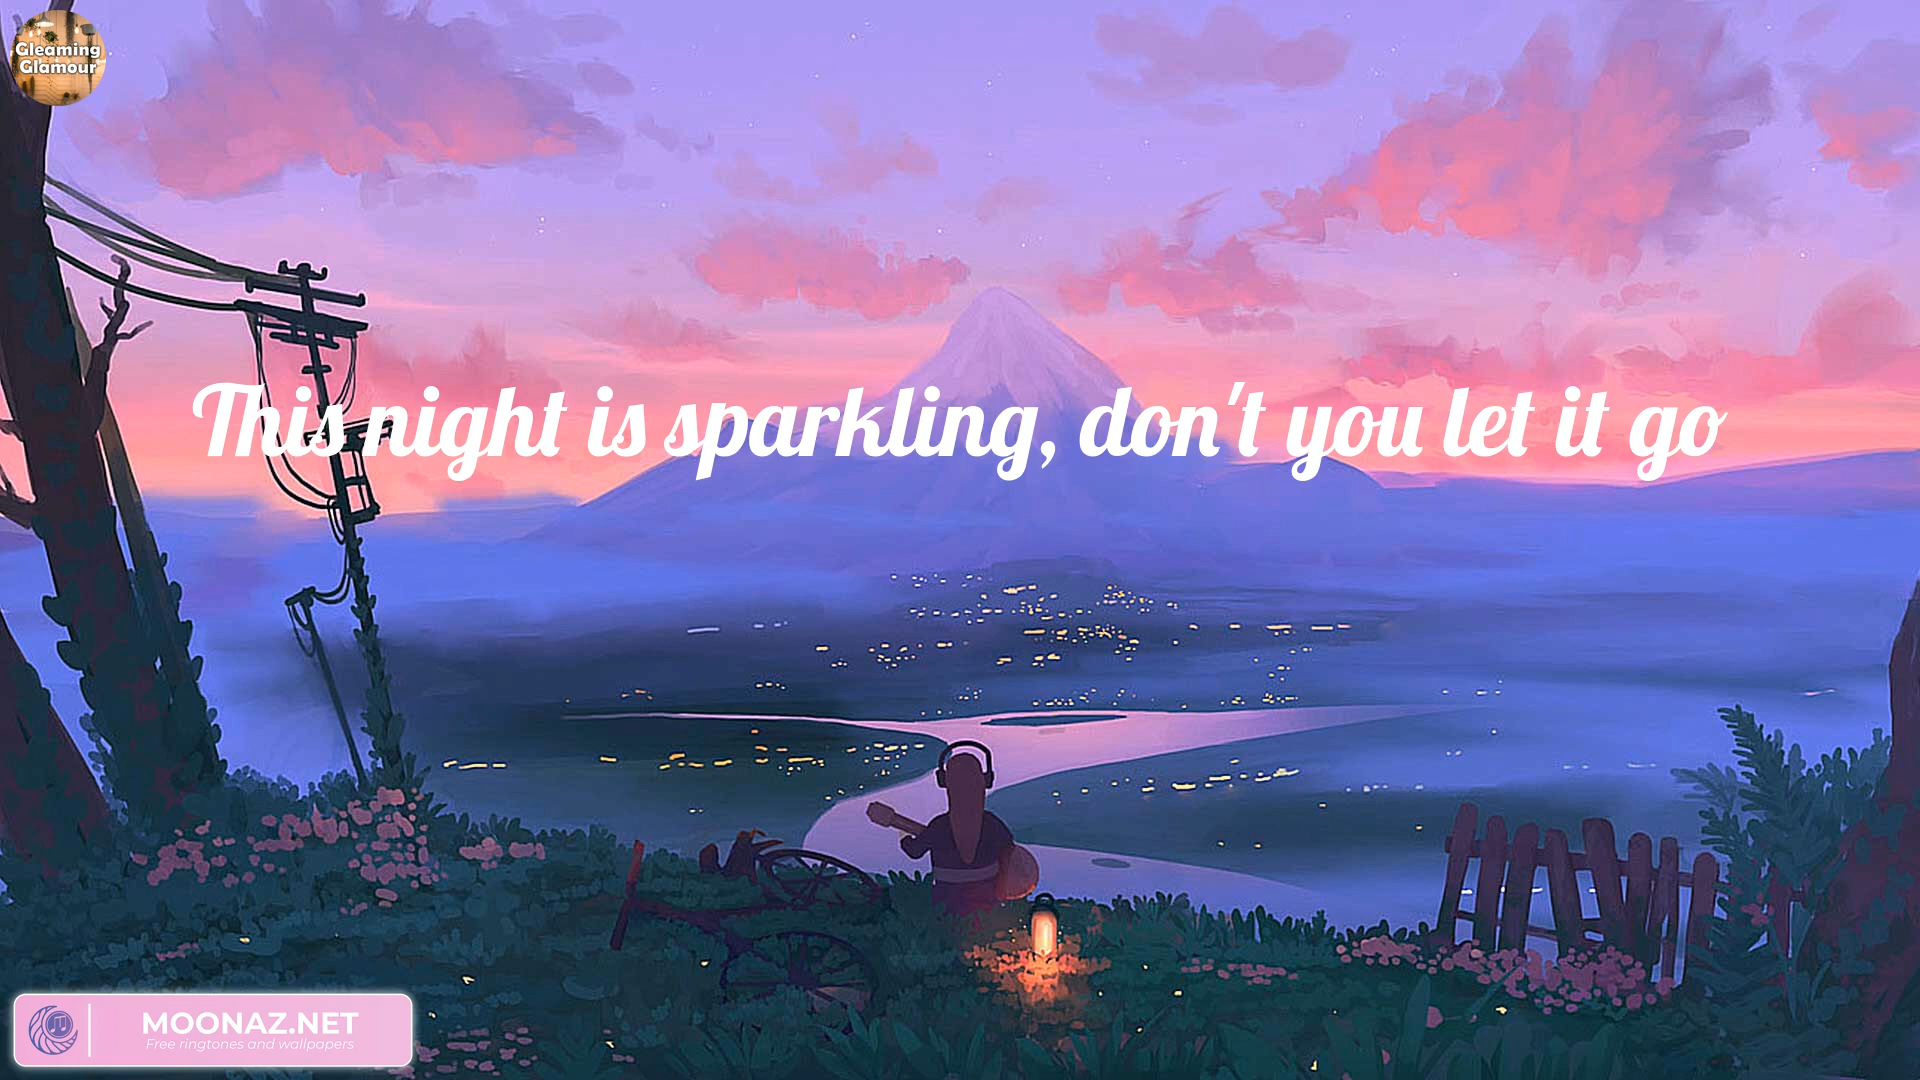 Gleaming
Glamour
This night is sparkling, don't you let it go
MOONAZ.NET
Free ringtones and wallpapers